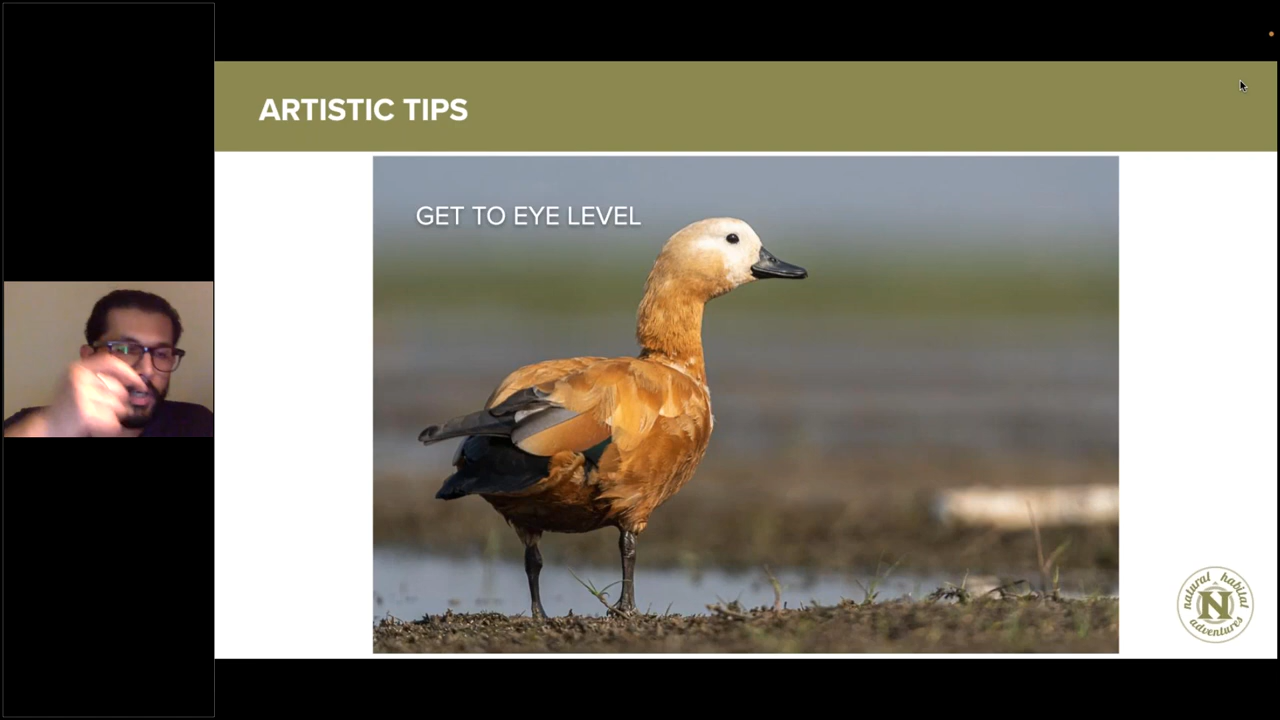 ARTISTIC TIPS
GET TO EYE LEVEL
natural habitat
N
adventures